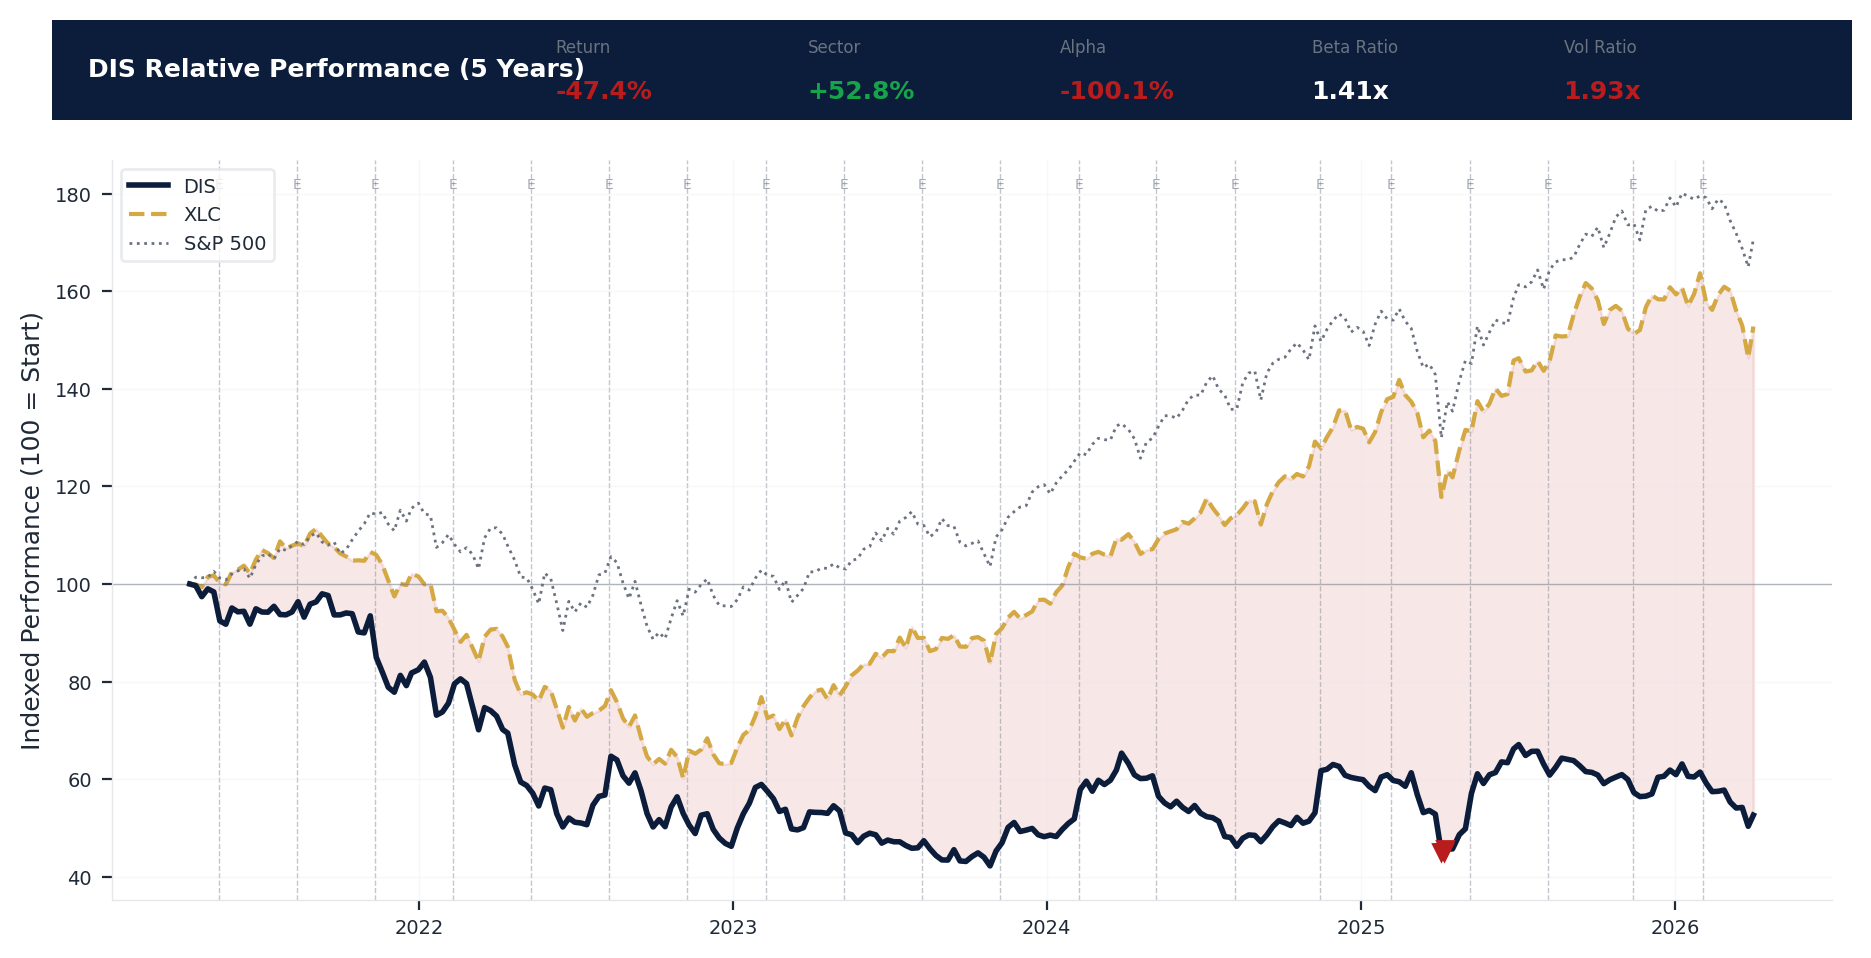 DIS Relative Performance (5 Years)
Return Sector Alpha Beta Ratio Vol Ratio
-47.4% +52.8% -100.1% 1.41x 1.93x
DIS
XLC
S&P 500
E E E E E E E E E E E E E E E E E E E
Indexed Performance (100 = Start)
180
160
140
120
100
80
60
40
2022 2023 2024 2025 2026